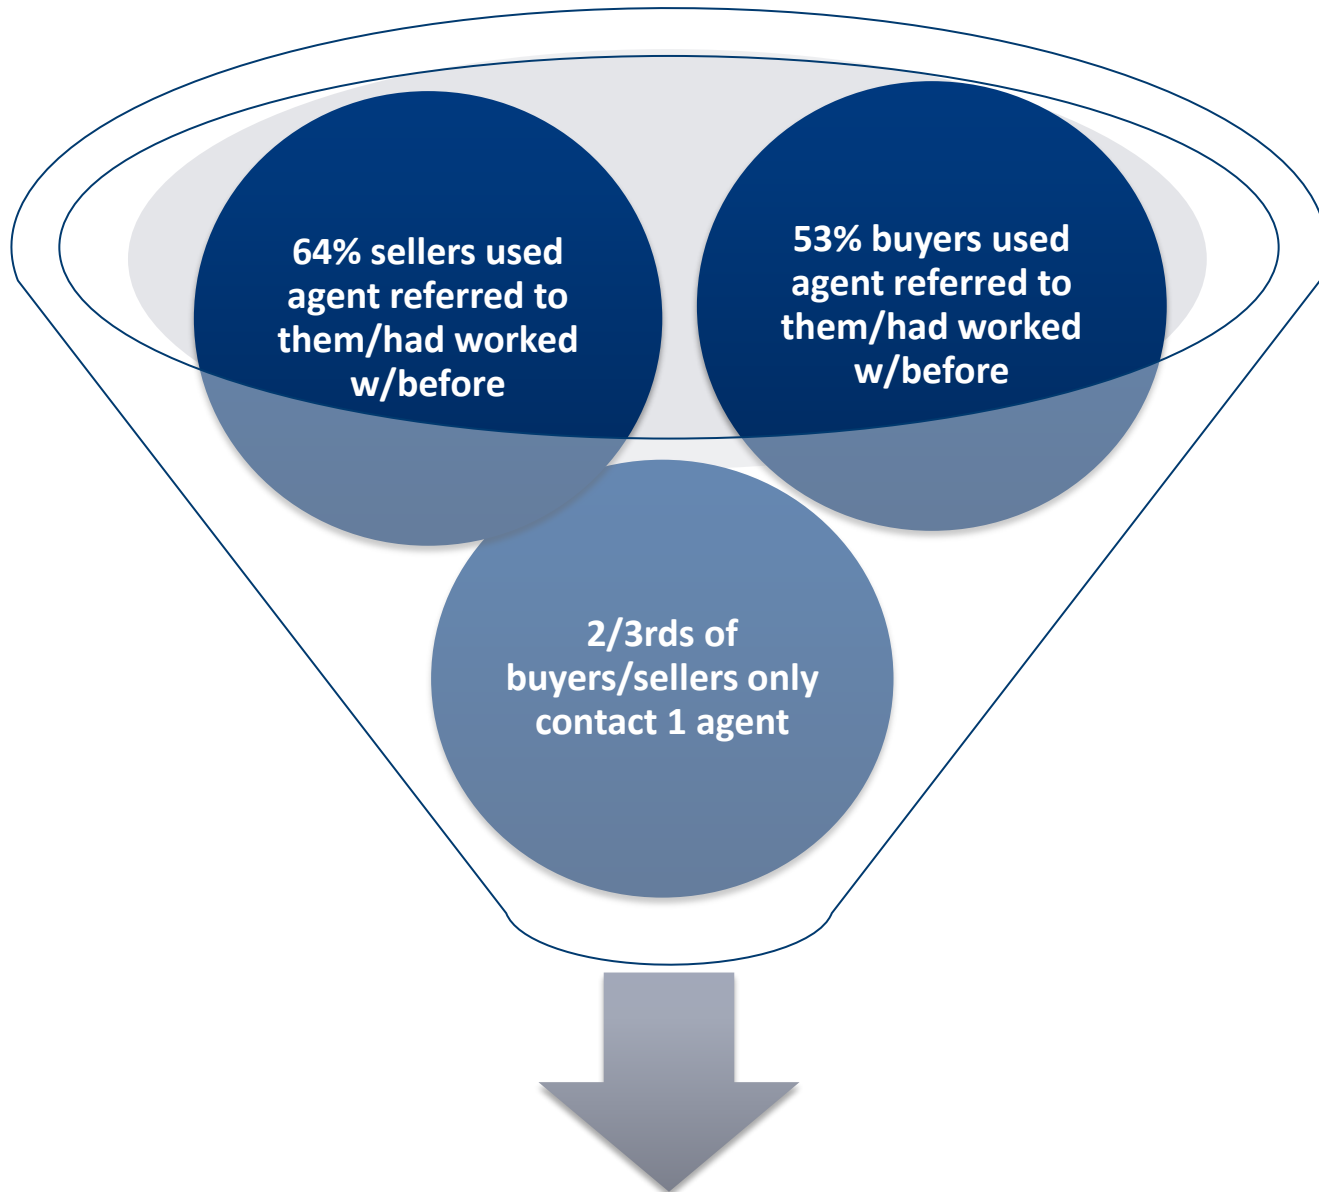 64% sellers used
agent referred to
them/had worked
w/before
53% buyers used
agent referred to
them/had worked
w/before
2/3rds of
buyers/sellers only
contact 1 agent